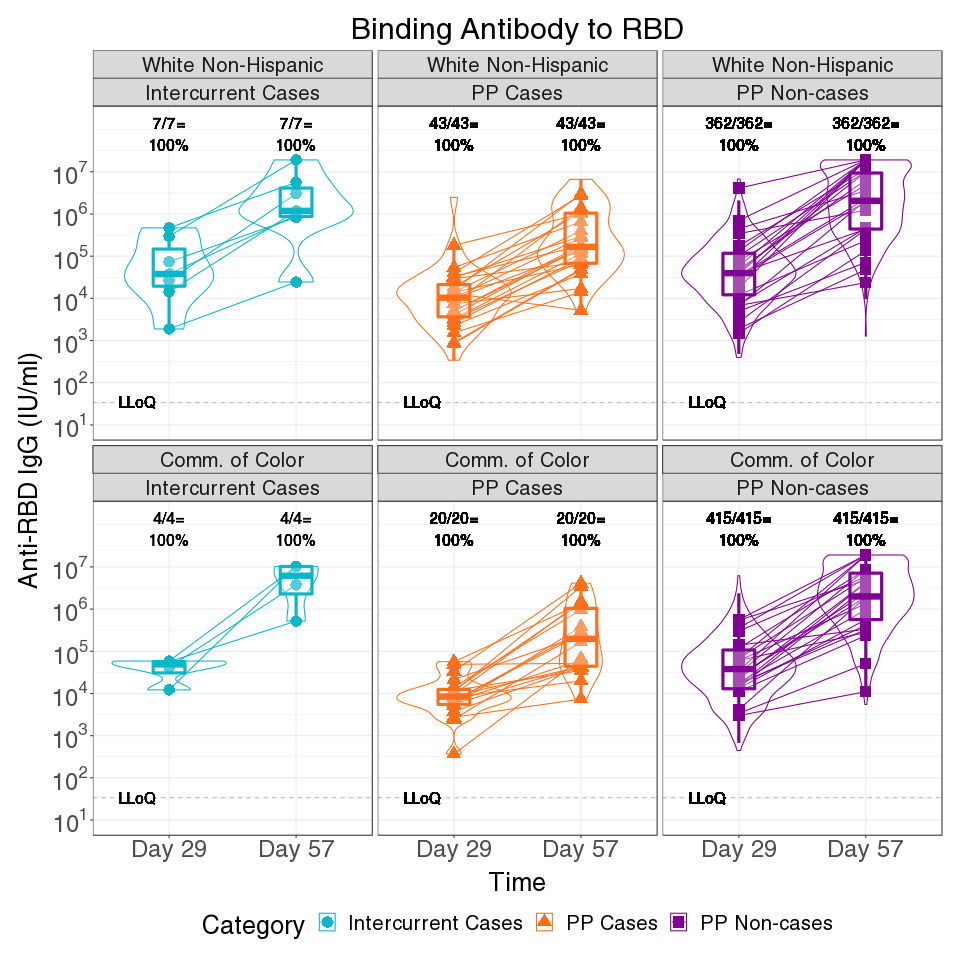 Binding Antibody to RBD
White Non-Hispanic White Non-Hispanic White Non-Hispanic
Intercurrent Cases PP Cases PP Non-cases
7/7= 7/7= 43/43= 43/43= 362/362= 362/362=
100% 100% 100% 100% 100% 100%
10^7
10^6
10^5
10^4
10^3
10^2
10^1
LLoQ LLoQ LLoQ
Anti-RBD IgG (IU/ml)
Comm. of Color Comm. of Color Comm. of Color
Intercurrent Cases PP Cases PP Non-cases
4/4= 4/4= 20/20= 20/20= 415/415= 415/415=
100% 100% 100% 100% 100% 100%
10^7
10^6
10^5
10^4
10^3
10^2
10^1
LLoQ LLoQ LLoQ
Day 29 Day 57 Day 29 Day 57 Day 29 Day 57
Time
Category Intercurrent Cases PP Cases PP Non-cases